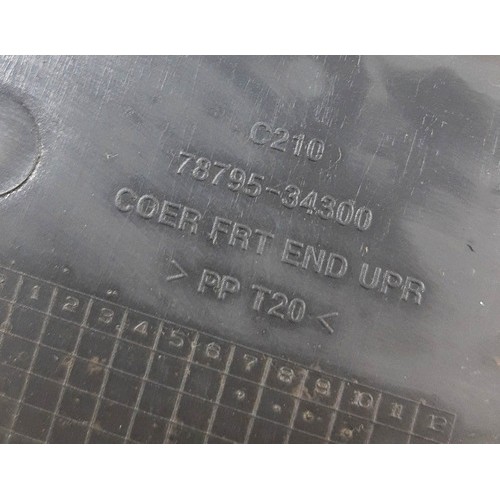 C210
78795-34300
COER FRT END UPR
> PP T20 <
1 2 3 4 5 6 7 8 9 10 11 12